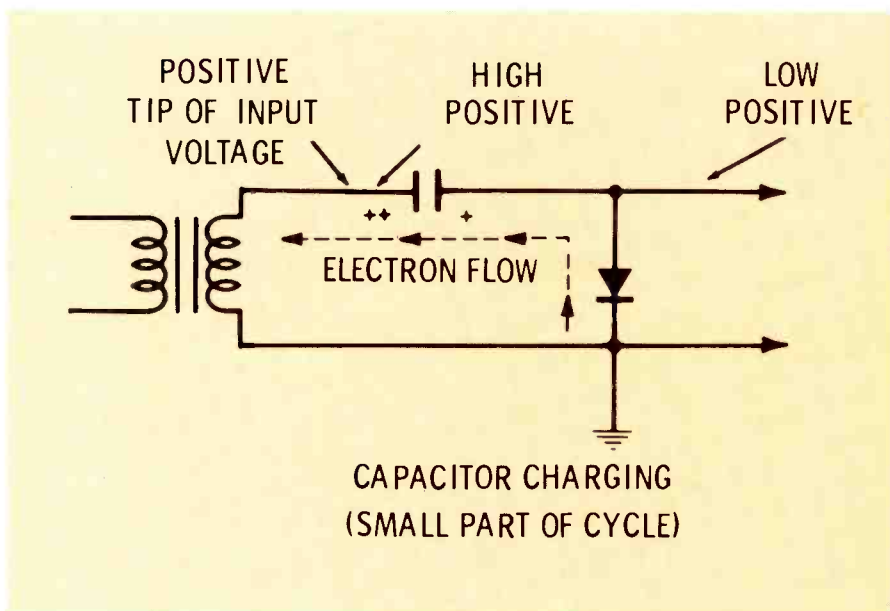 POSITIVE
TIP OF INPUT
VOLTAGE
HIGH
POSITIVE
LOW
POSITIVE
++
+
ELECTRON FLOW
CAPACITOR CHARGING
(SMALL PART OF CYCLE)